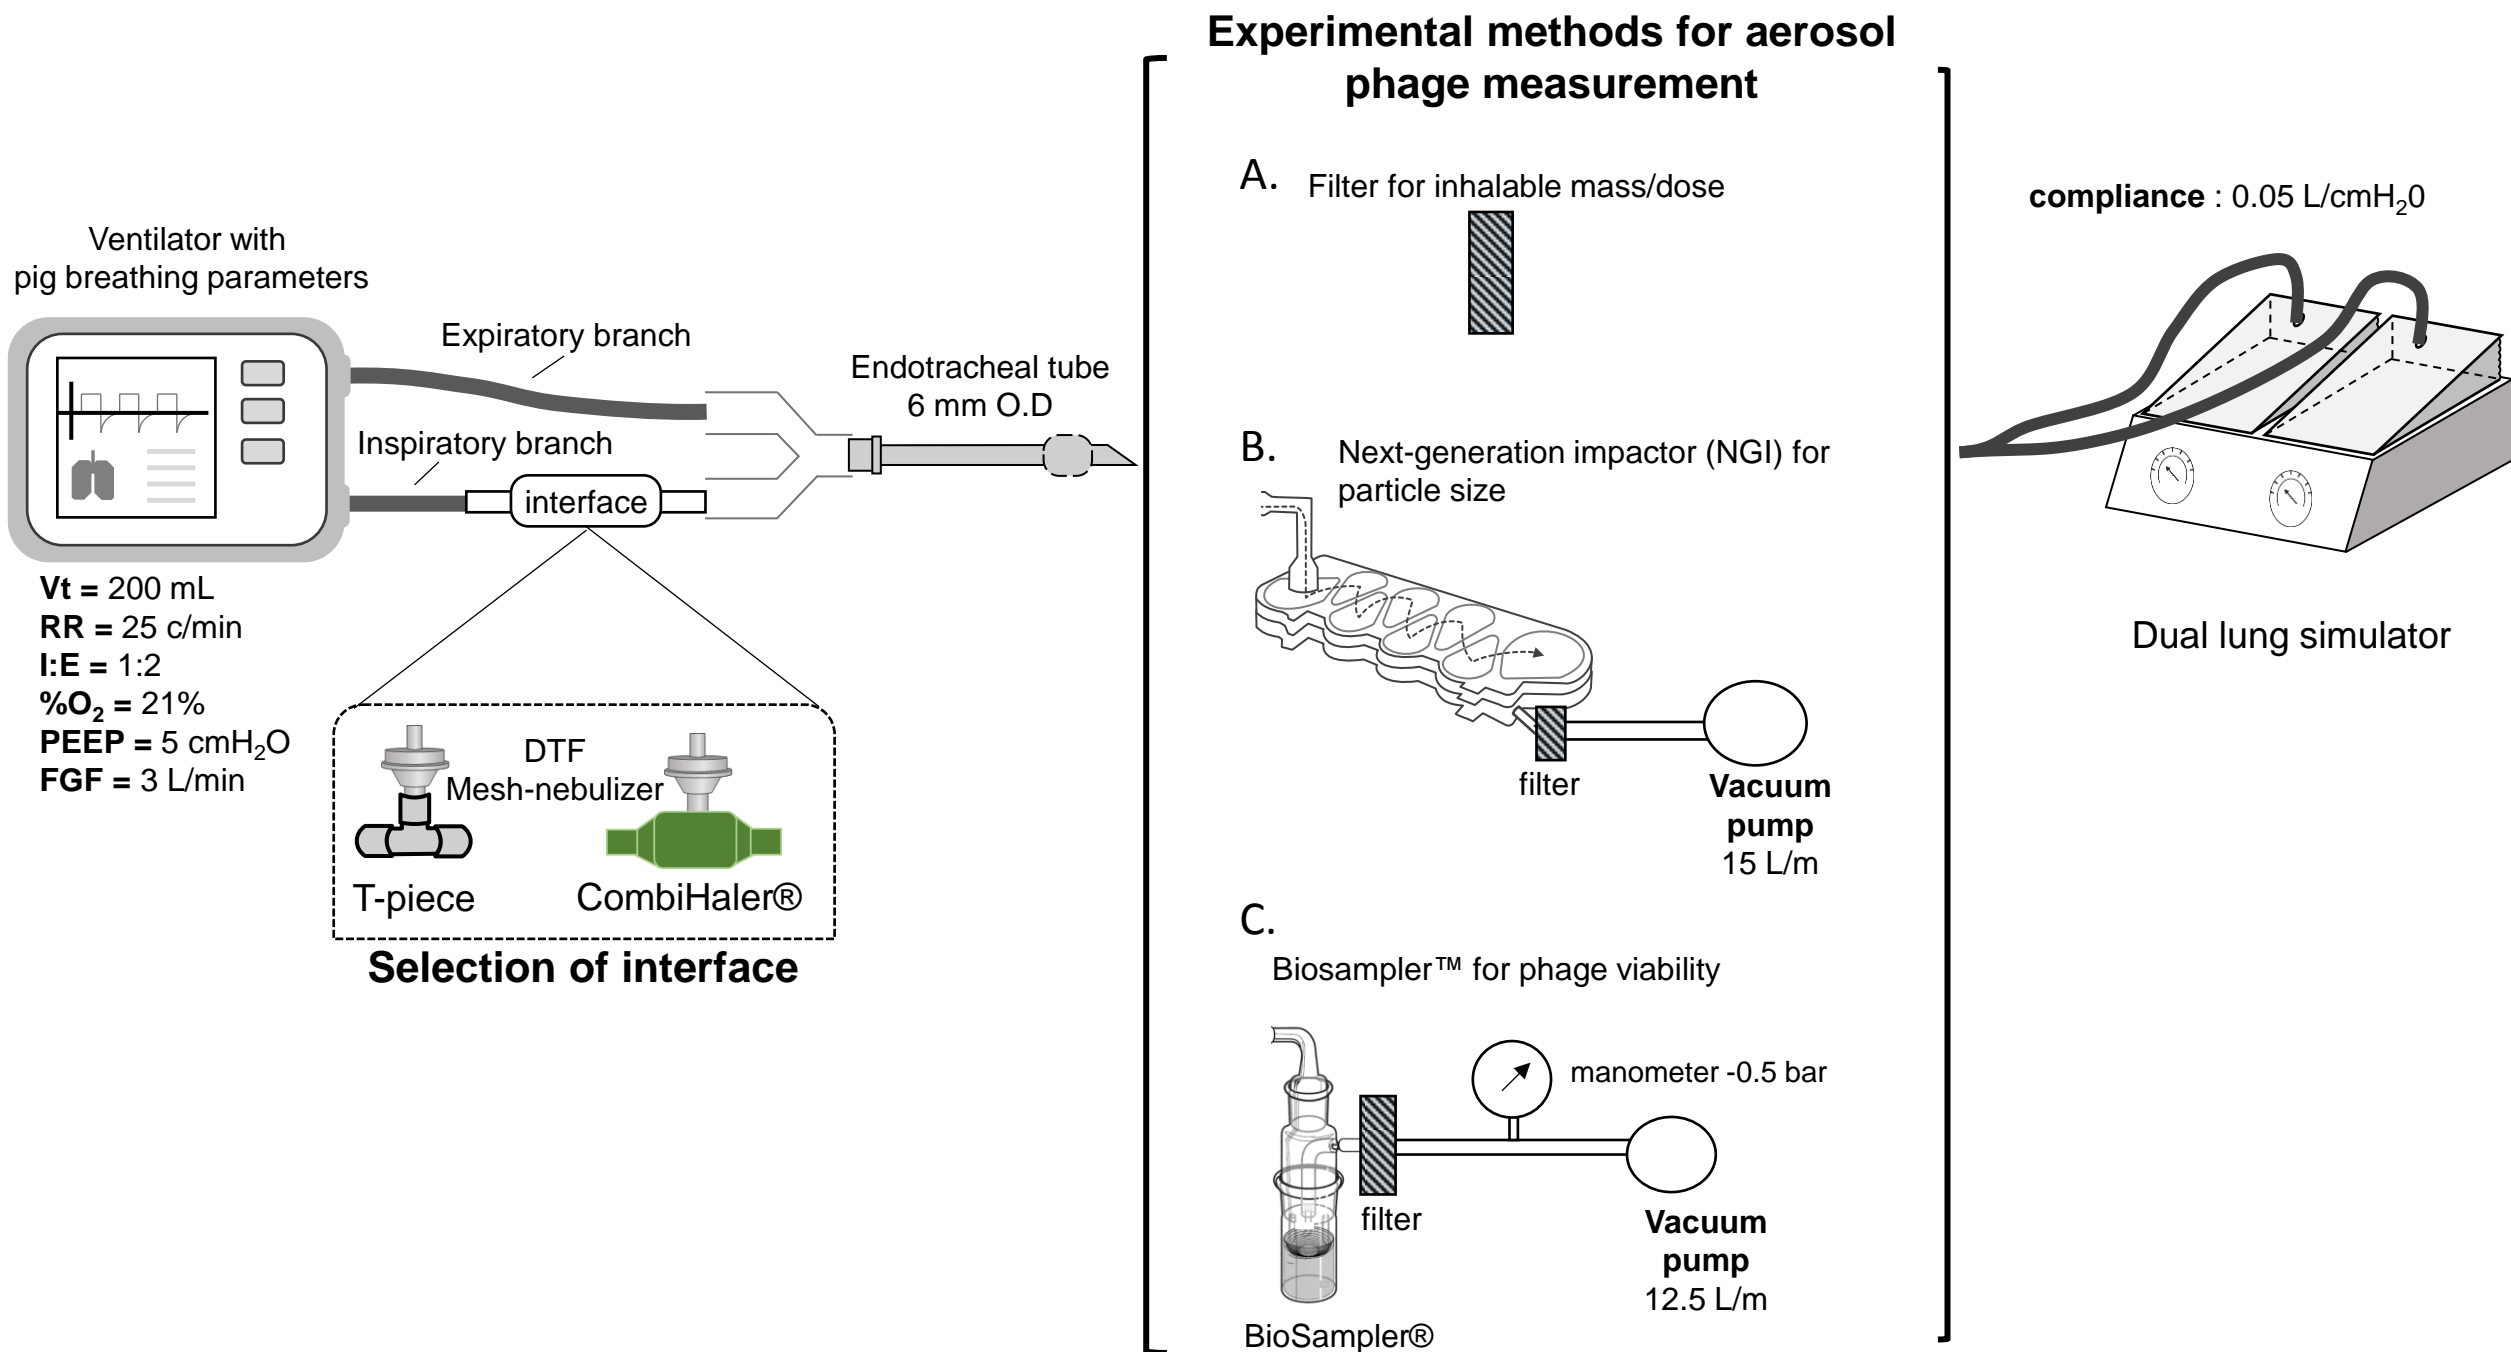 Experimental methods for aerosol
phage measurement
Ventilator with
pig breathing parameters
Expiratory branch
Inspiratory branch
interface
Endotracheal tube
6 mm O.D
Vt = 200 mL
RR = 25 c/min
I:E = 1:2
%O₂ = 21%
PEEP = 5 cmH₂O
FGF = 3 L/min
DTF
Mesh-nebulizer
T-piece
CombiHaler®
Selection of interface
A.
Filter for inhalable mass/dose
B.
Next-generation impactor (NGI) for
particle size
filter
Vacuum
pump
15 L/m
C.
Biosampler™ for phage viability
manometer -0.5 bar
filter
Vacuum
pump
12.5 L/m
BioSampler®
compliance : 0.05 L/cmH₂0
Dual lung simulator